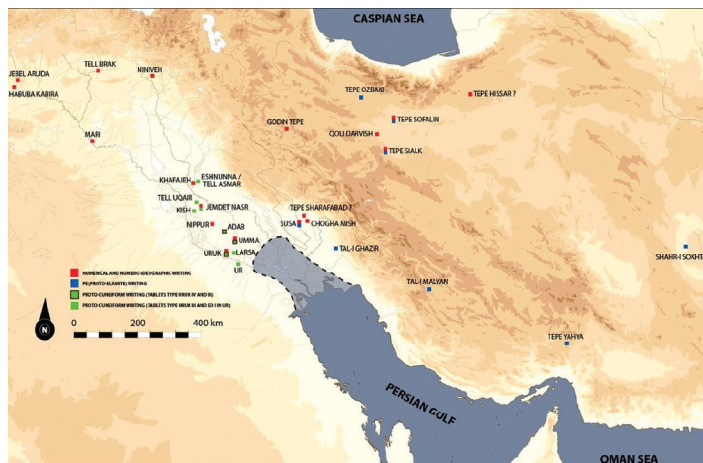 CASPIAN SEA
TELL BRAK
NINIVEH
JEBEL ARUDA
HABUBA KABIRA
TEPE OZBAKI
TEPE HISSAR ?
TEPE SOFALIN
GODIN TEPE
QOLI DARVISH
MARI
TEPE SIALK
KHAFAJEH
ESHNUNNA /
TELL ASMAR
TELL UQAIR
JEMDET NASR
KISH
TEPE SHARAFABAD ?
NIPPUR
ADAB
SUSA
CHOGHA MISH
UMMA
TAL-I GHAZIR
SHAHR-I SOKHT
URUK
LARSA
UR
NUMERICAL AND NUMERO-IDEOGRAPHIC WRITING
PE(PROTO-ELAMITE) WRITING
PROTO-CUNEIFORM WRITING (TABLETS TYPE URUK IV AND III)
PROTO-CUNEIFORM WRITING (TABLETS TYPE URUK III AND ED I IN UR)
TAL-I MALYAN
N
0 200 400 km
TEPE YAHYA
PERSIAN GULF
OMAN SEA